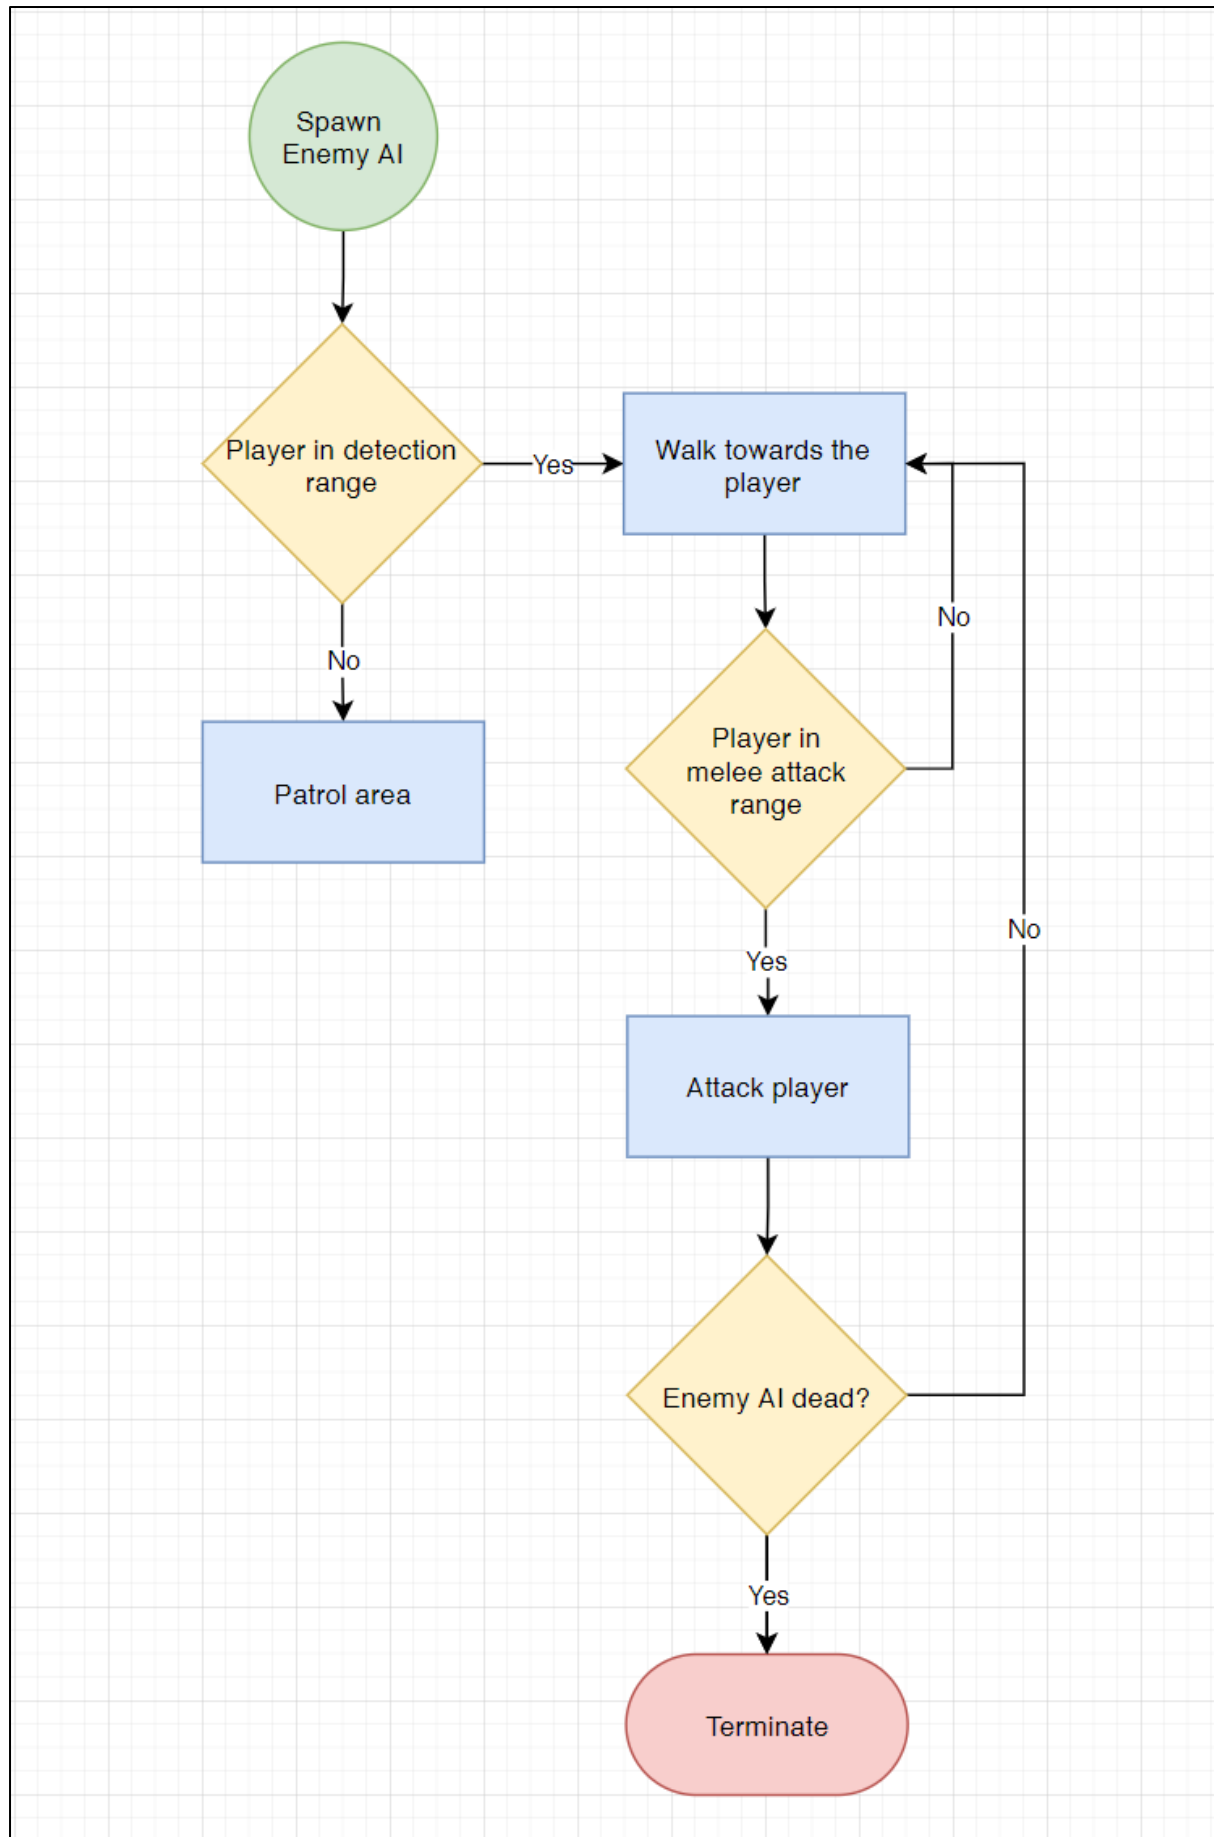 Spawn
Enemy AI
Player in detection
range
Yes
Walk towards the
player
No
No
Patrol area
Player in
melee attack
range
Yes
No
Attack player
Enemy AI dead?
Yes
Terminate